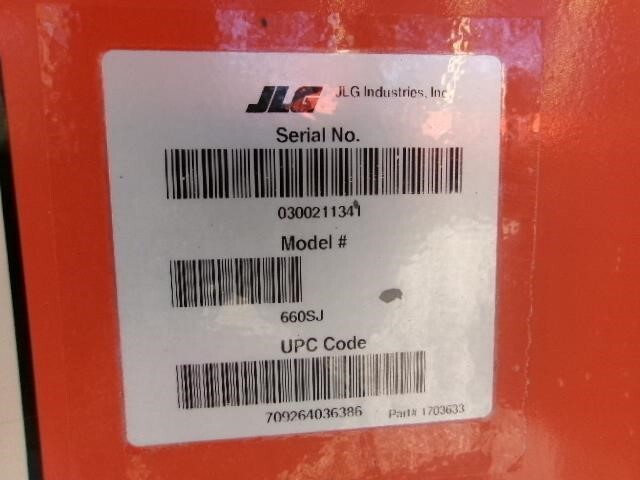 JLG JLG Industries, Inc
Serial No.
0300211341
Model #
660SJ
UPC Code
709264036386 Part# 1703633